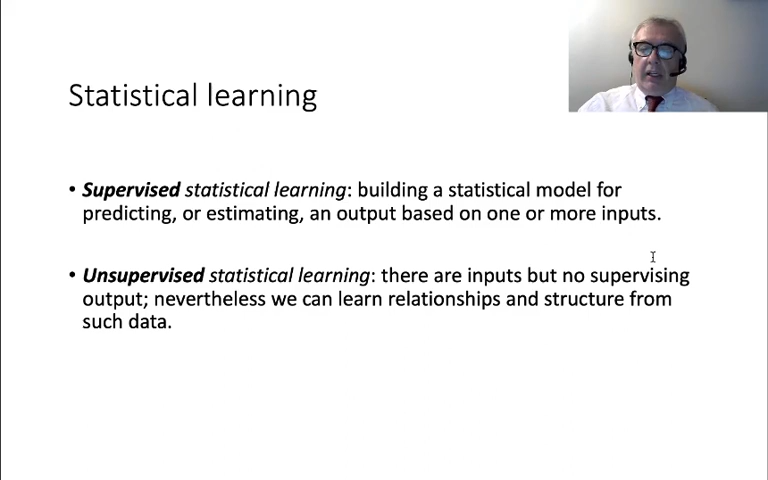 Statistical learning
• Supervised statistical learning: building a statistical model for
predicting, or estimating, an output based on one or more inputs.
• Unsupervised statistical learning: there are inputs but no supervising
output; nevertheless we can learn relationships and structure from
such data.